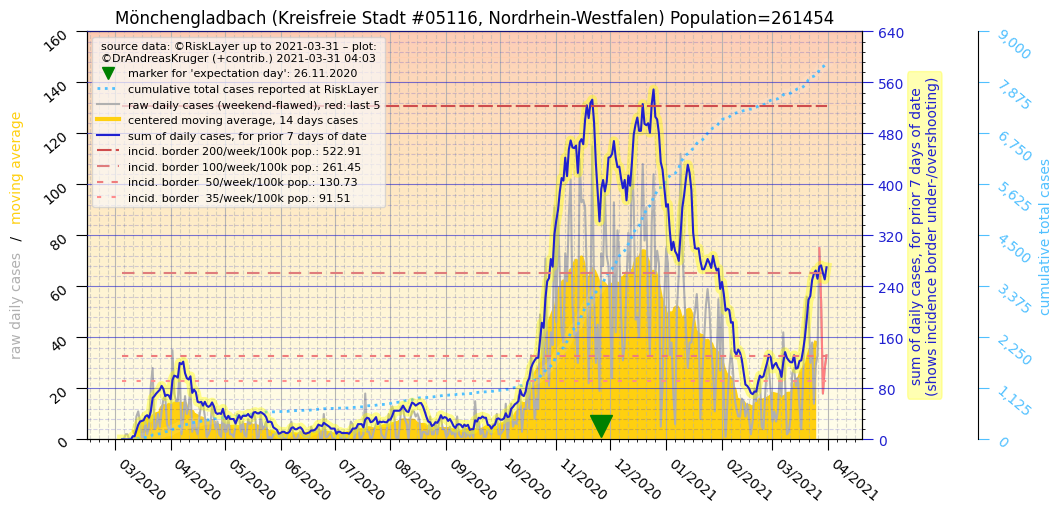 Mönchengladbach (Kreisfreie Stadt #05116, Nordrhein-Westfalen) Population=261454
source data: ©RiskLayer up to 2021-03-31 – plot:
©DrAndreasKruger (+contrib.) 2021-03-31 04:03
marker for 'expectation day': 26.11.2020
cumulative total cases reported at RiskLayer
raw daily cases (weekend-flawed), red: last 5
centered moving average, 14 days cases
sum of daily cases, for prior 7 days of date
incid. border 200/week/100k pop.: 522.91
incid. border 100/week/100k pop.: 261.45
incid. border  50/week/100k pop.: 130.73
incid. border  35/week/100k pop.: 91.51
raw daily cases  /  moving average
160
140
120
100
80
60
40
20
0
03/2020
04/2020
05/2020
06/2020
07/2020
08/2020
09/2020
10/2020
11/2020
12/2020
01/2021
02/2021
03/2021
04/2021
640
560
480
400
320
240
160
80
0
sum of daily cases, for prior 7 days of date
(shows incidence border under-/overshooting)
9,000
7,875
6,750
5,625
4,500
3,375
2,250
1,125
0
cumulative total cases